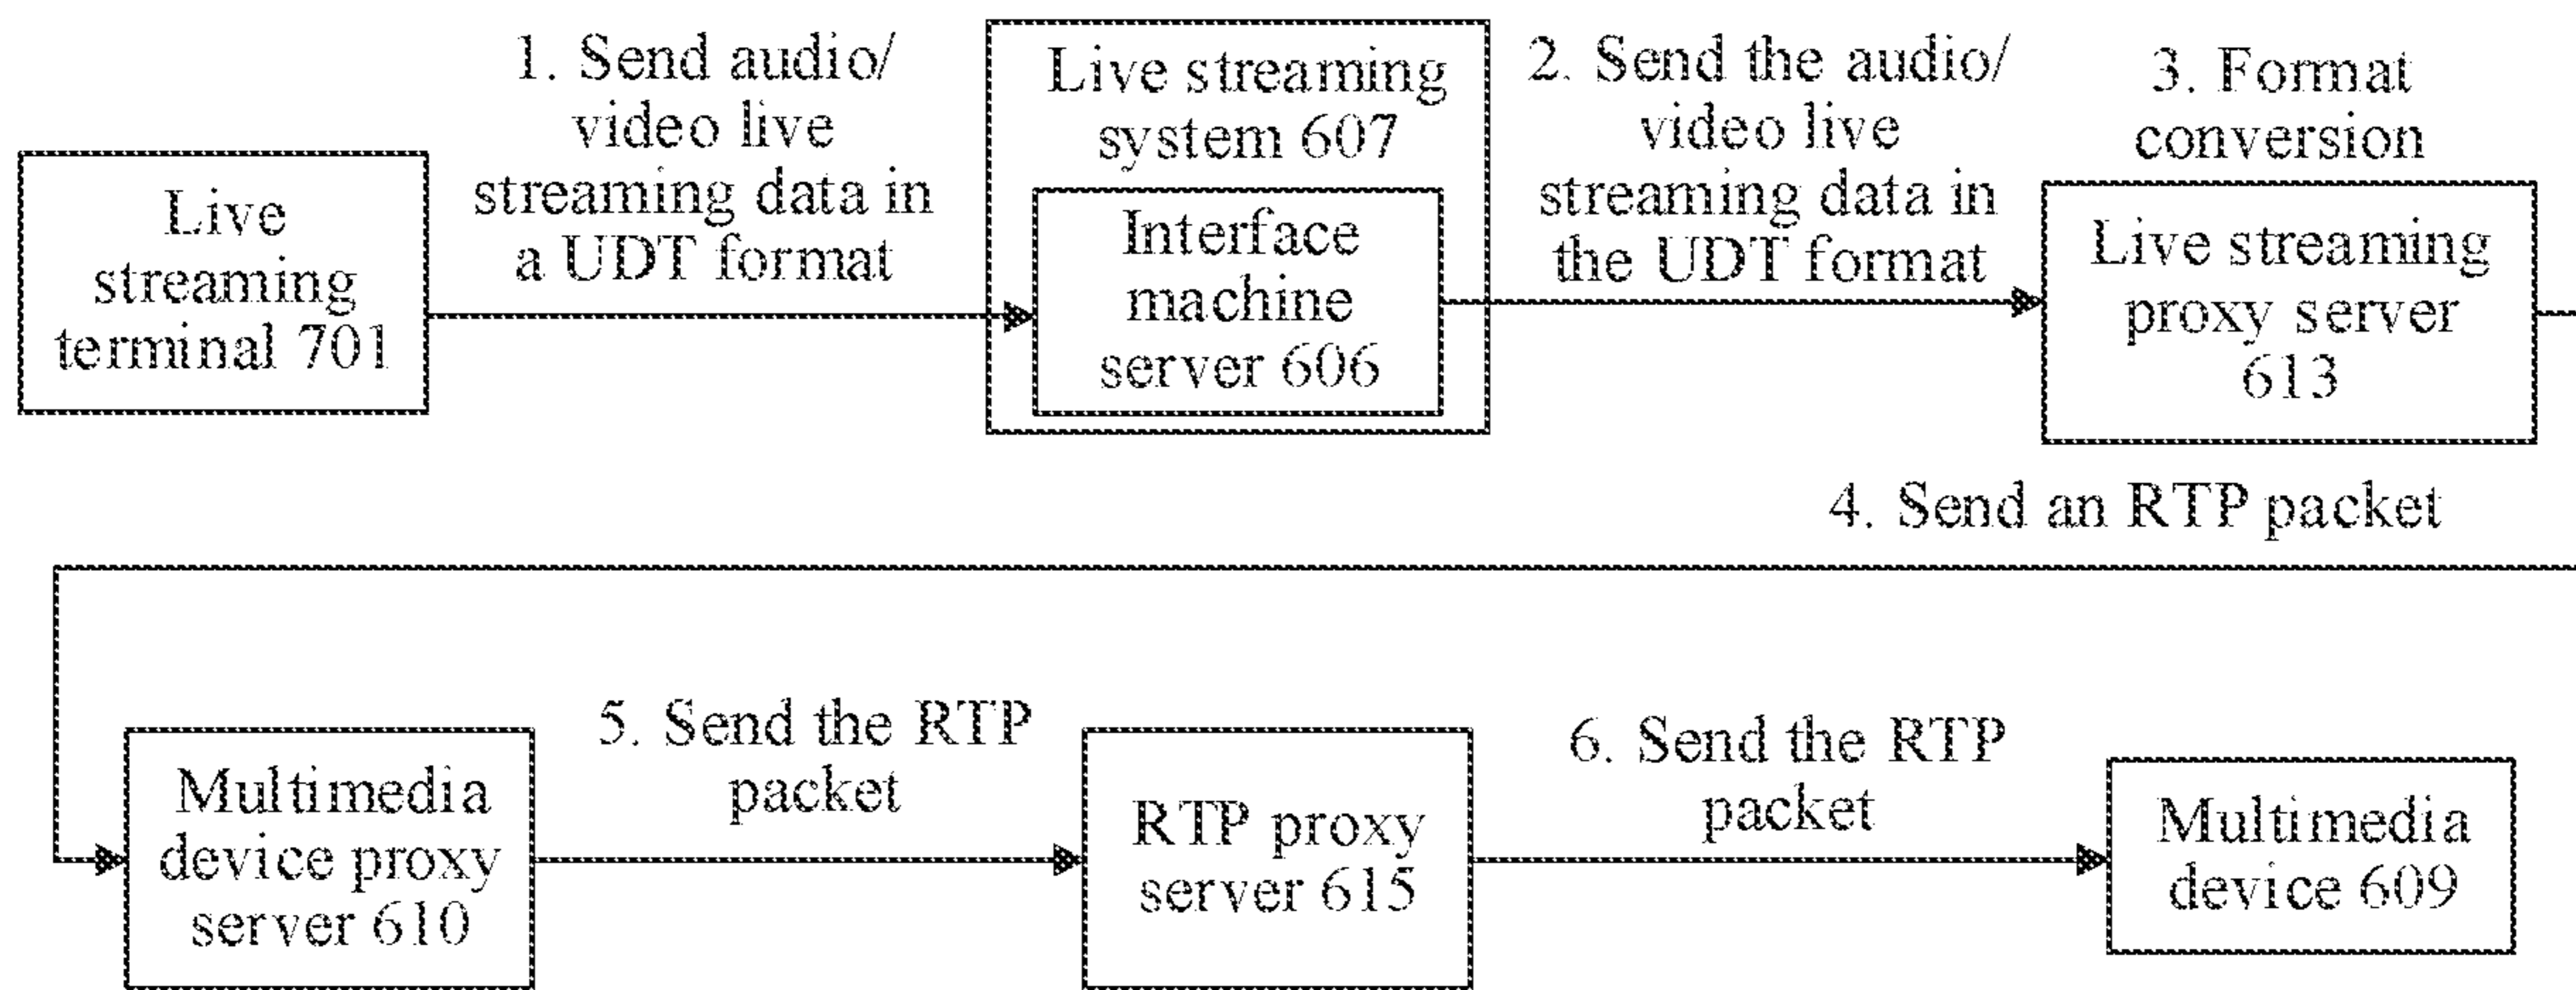 1. Send audio/
video live
streaming data in
a UDT format
Live
streaming
terminal 701
Live streaming
system 607
Interface
machine
server 606
2. Send the audio/
video live
streaming data in
the UDT format
3. Format
conversion
Live streaming
proxy server
613
4. Send an RTP packet
Multimedia
device proxy
server 610
5. Send the RTP
packet
RTP proxy
server 615
6. Send the RTP
packet
Multimedia
device 609